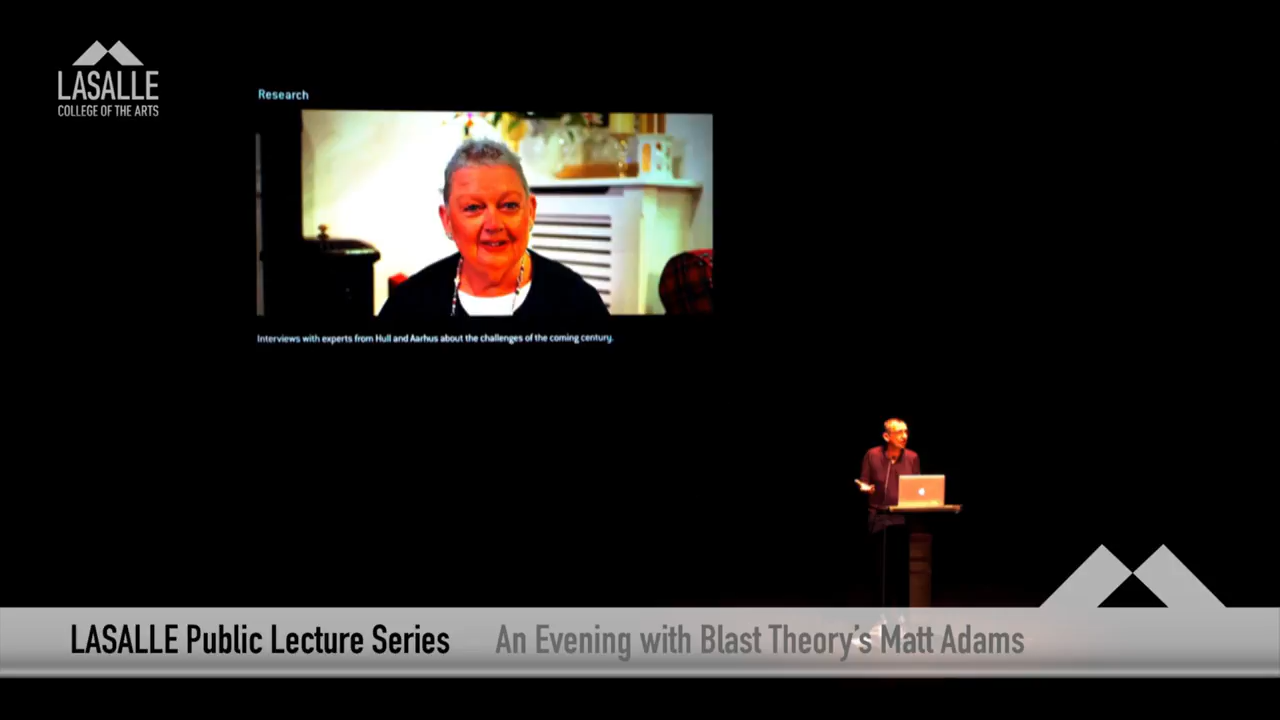 LASALLE
COLLEGE OF THE ARTS
Research
Interviews with experts from Hull and Aarhus about the challenges of the coming century.
LASALLE Public Lecture Series An Evening with Blast Theory's Matt Adams